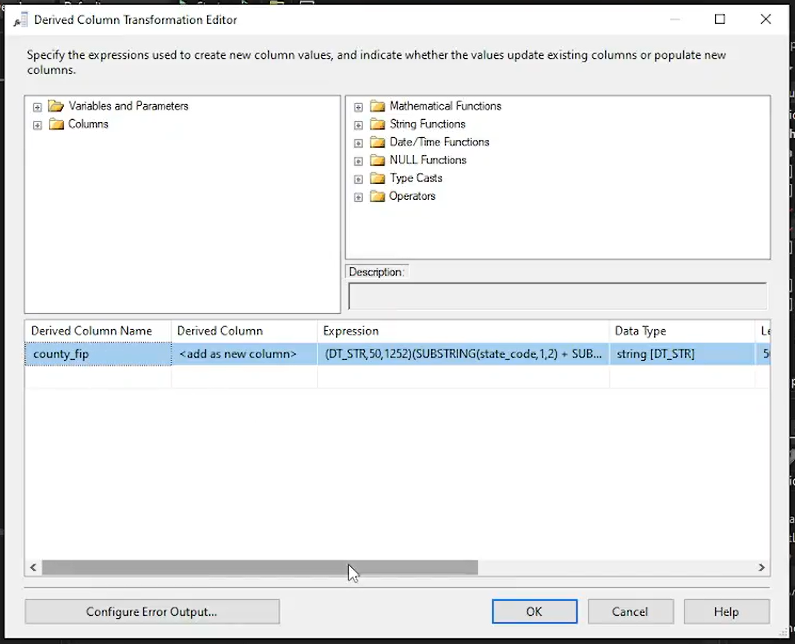 Derived Column Transformation Editor
Specify the expressions used to create new column values, and indicate whether the values update existing columns or populate new
columns.
Variables and Parameters
Columns
Mathematical Functions
String Functions
Date/Time Functions
NULL Functions
Type Casts
Operators
Description:
Derived Column Name Derived Column Expression Data Type Le
county_fip <add as new column> (DT_STR,50,1252)(SUBSTRING(state_code,1,2) + SUB... string [DT_STR] 5
Configure Error Output... OK Cancel Help